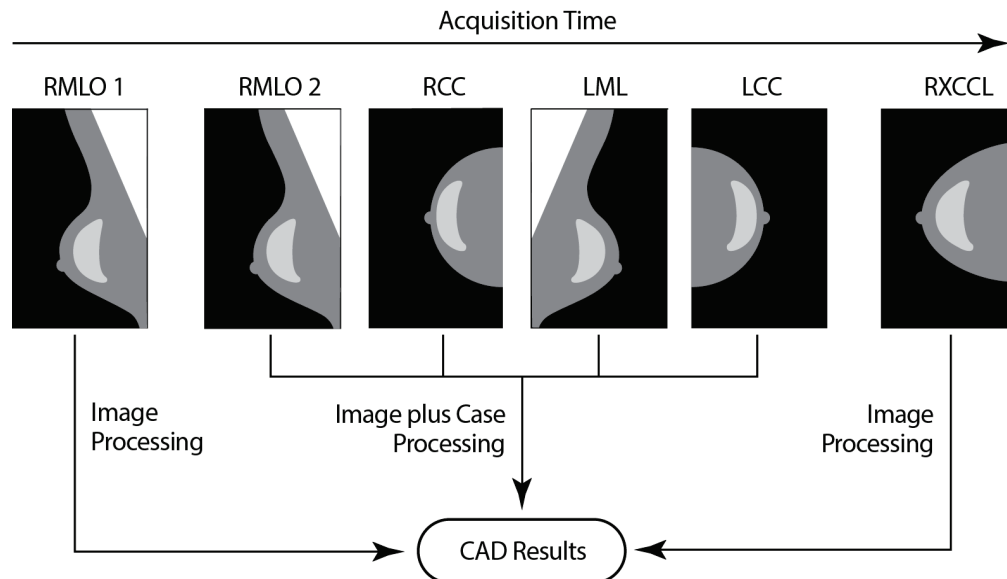 Acquisition Time
RMLO 1
RMLO 2
RCC
LML
LCC
RXCCL
Image
Processing
Image plus Case
Processing
Image
Processing
CAD Results